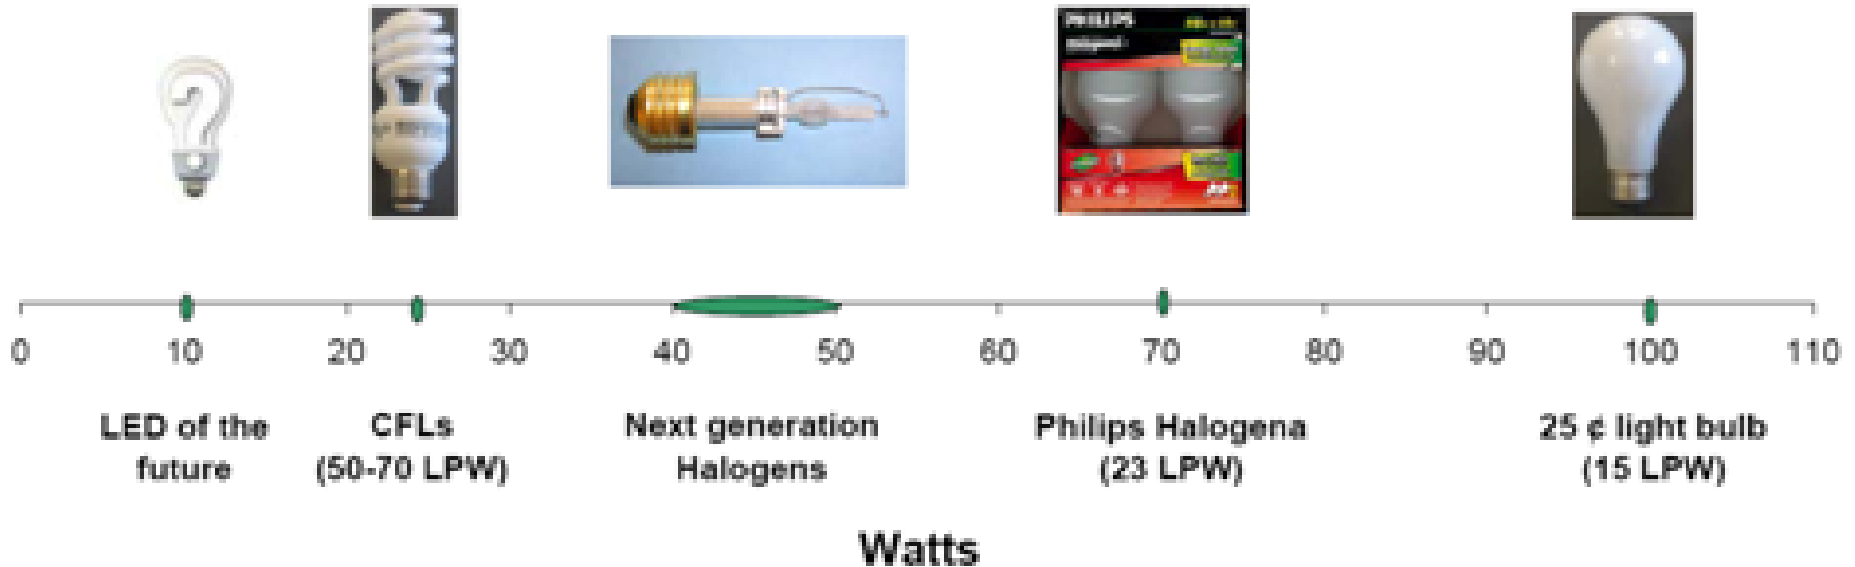 PHILIPS
0 10 20 30 40 50 60 70 80 90 100 110
LED of the future
CFLs (50-70 LPW)
Next generation Halogens
Philips Halogena (23 LPW)
25 ¢ light bulb (15 LPW)
Watts